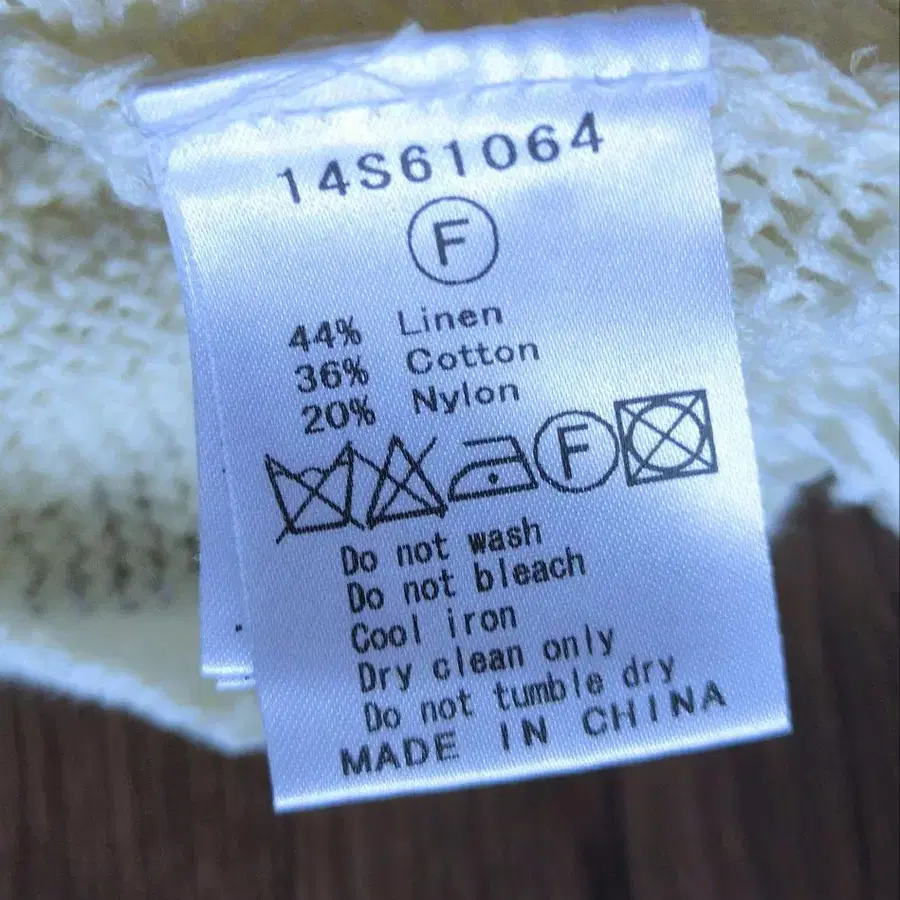 14S61064
F
44% Linen
36% Cotton
20% Nylon
F
Do not wash
Do not bleach
Cool iron
Dry clean only
Do not tumble dry
MADE IN CHINA